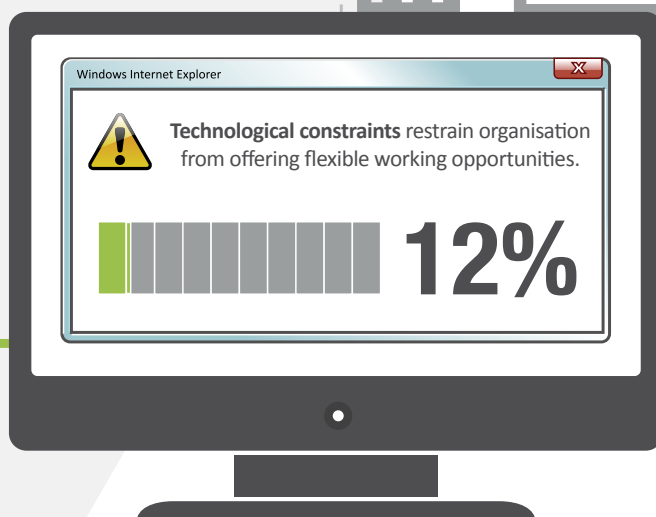 Windows Internet Explorer
X
Technological constraints restrain organisation
from offering flexible working opportunities.
12%